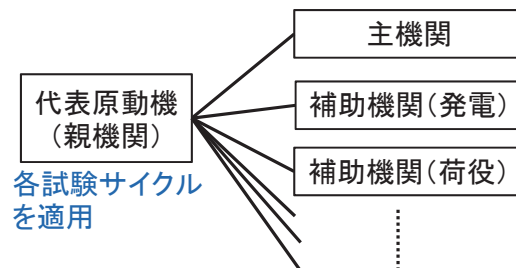 主機関
代表原動機
（親機関）
補助機関（発電）
補助機関（荷役）
各試験サイクル
を適用